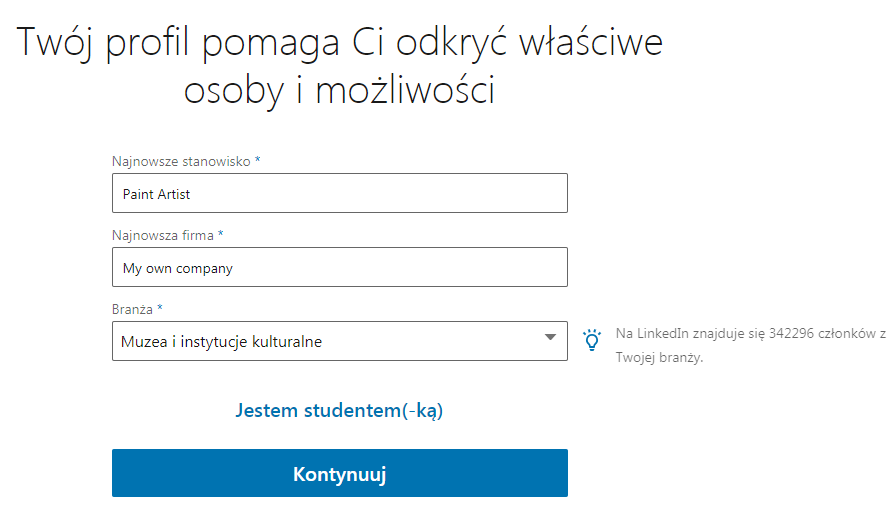 Twój profil pomaga Ci odkryć właściwe
osoby i możliwości
Najnowsze stanowisko *
Paint Artist
Najnowsza firma *
My own company
Branża *
Muzea i instytucje kulturalne
Na LinkedIn znajduje się 342296 członków z
Twojej branży.
Jestem studentem(-ką)
Kontynuuj